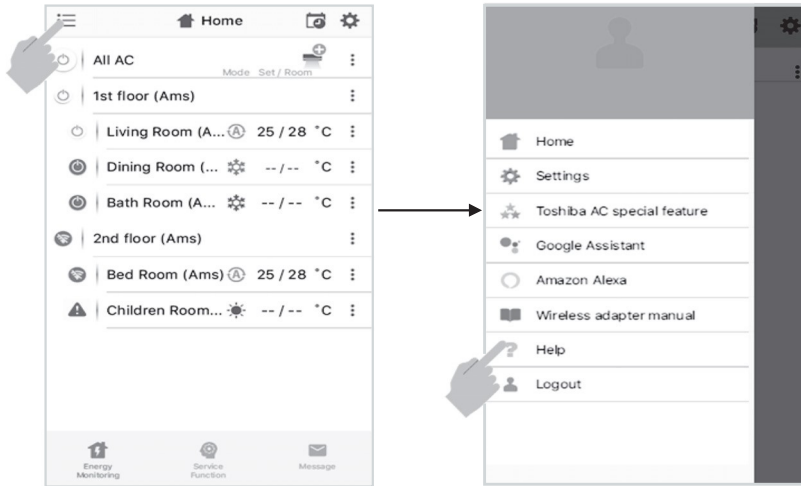 Home
All AC
Mode Set / Room
1st floor (Ams)
Living Room (A... A 25 / 28 °C
Dining Room (... -- / -- °C
Bath Room (A... -- / -- °C
2nd floor (Ams)
Bed Room (Ams) A 25 / 28 °C
Children Room... -- / -- °C
Energy Monitoring
Service Function
Message
Home
Settings
Toshiba AC special feature
Google Assistant
Amazon Alexa
Wireless adapter manual
? Help
Logout